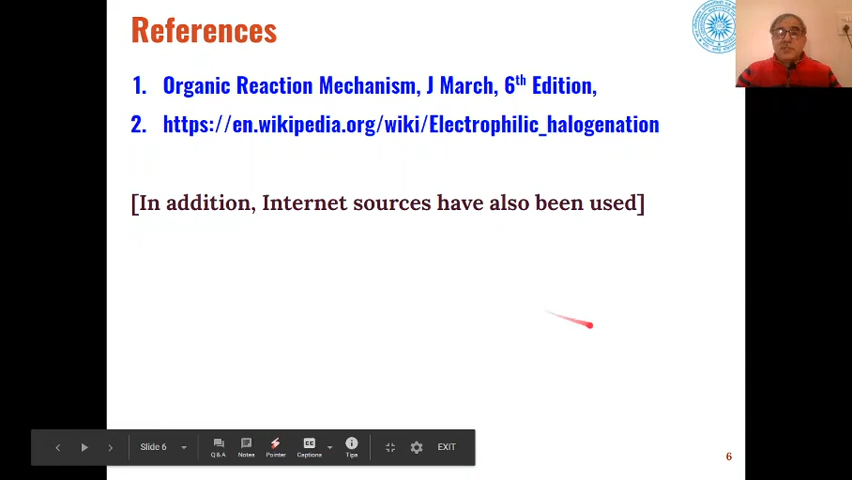 References
1. Organic Reaction Mechanism, J March, 6th Edition,
2. https://en.wikipedia.org/wiki/Electrophilic_halogenation
[In addition, Internet sources have also been used]
Slide 6
Q&A
Notes
Pointer
Captions
Tips
EXIT
6